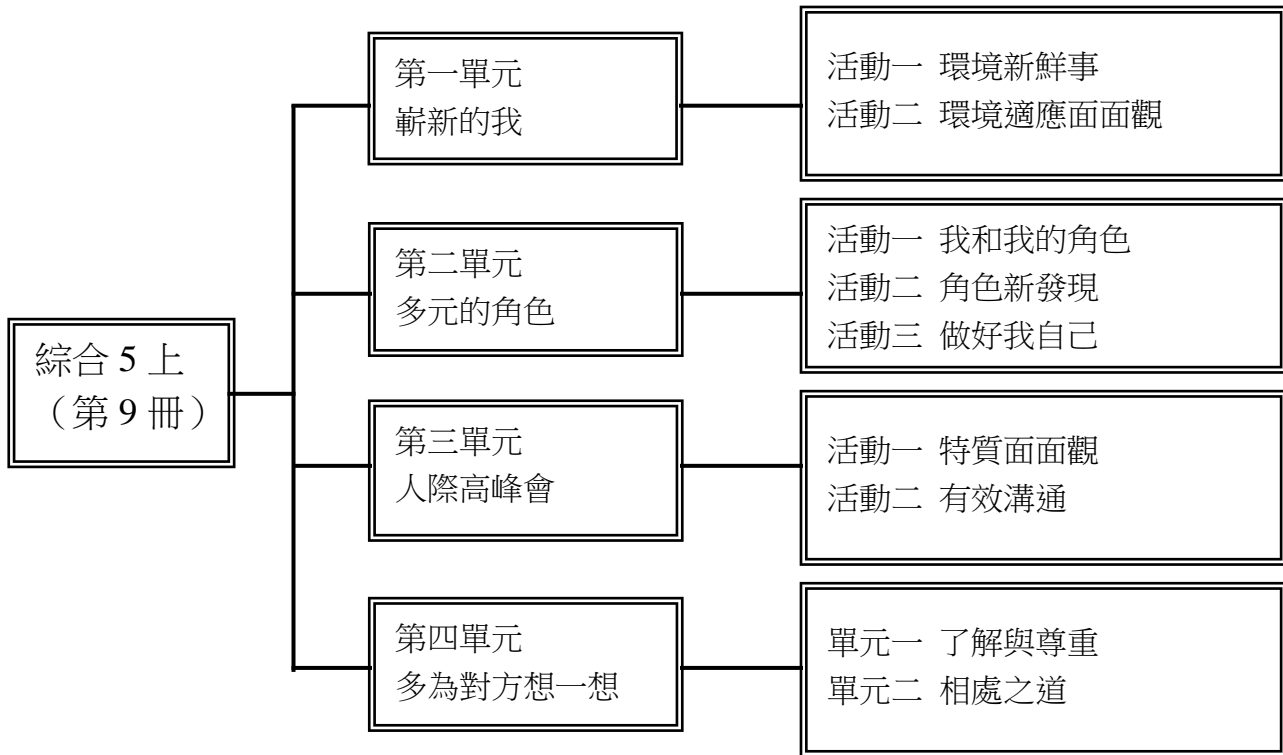 綜合 5 上
（第 9 冊）
第一單元
嶄新的我
活動一 環境新鮮事
活動二 環境適應面面觀
第二單元
多元的角色
活動一 我和我的角色
活動二 角色新發現
活動三 做好我自己
第三單元
人際高峰會
活動一 特質面面觀
活動二 有效溝通
第四單元
多為對方想一想
單元一 了解與尊重
單元二 相處之道